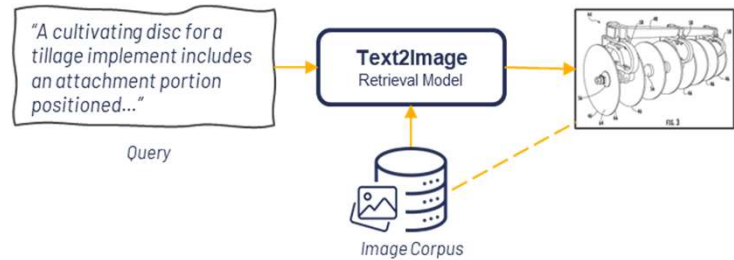 “A cultivating disc for a
tillage implement includes
an attachment portion
positioned...”
Query
Text2Image
Retrieval Model
Image Corpus
FIG. 3